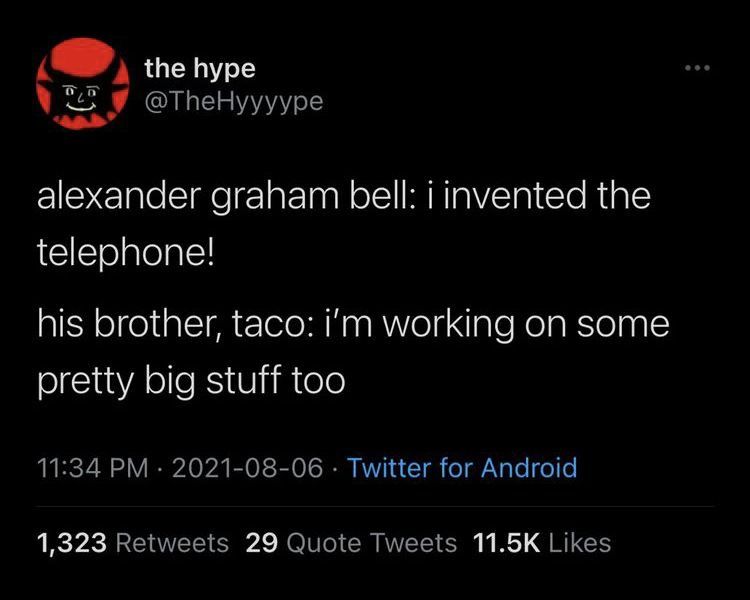 the hype
@TheHyyyype
alexander graham bell: i invented the
telephone!
his brother, taco: i’m working on some
pretty big stuff too
11:34 PM · 2021-08-06 · Twitter for Android
1,323 Retweets 29 Quote Tweets 11.5K Likes